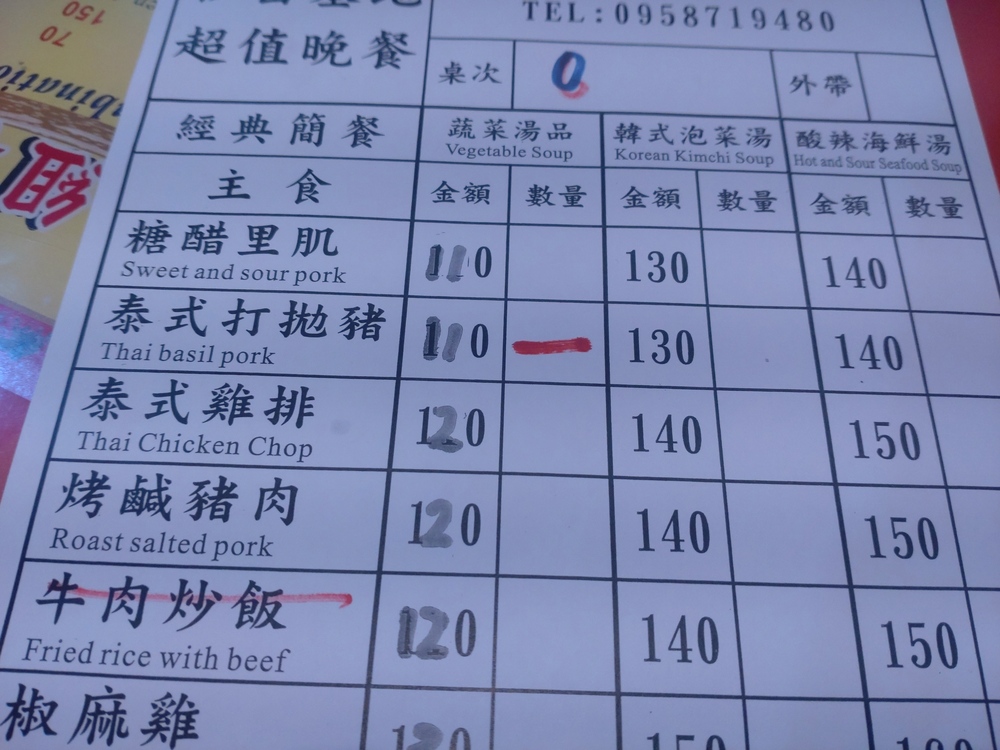 TEL:0958719480
超值晚餐
桌次 0 外帶
經典簡餐 蔬菜湯品 韓式泡菜湯 酸辣海鮮湯
Vegetable Soup Korean Kimchi Soup Hot and Sour Seafood Soup
主食 金額 數量 金額 數量 金額 數量
糖醋里肌 110 130 140
Sweet and sour pork
泰式打拋豬 110 一 130 140
Thai basil pork
泰式雞排 120 140 150
Thai Chicken Chop
烤鹹豬肉 120 140 150
Roast salted pork
牛肉炒飯 120 140 150
Fried rice with beef
椒麻雞 130 150
150
70